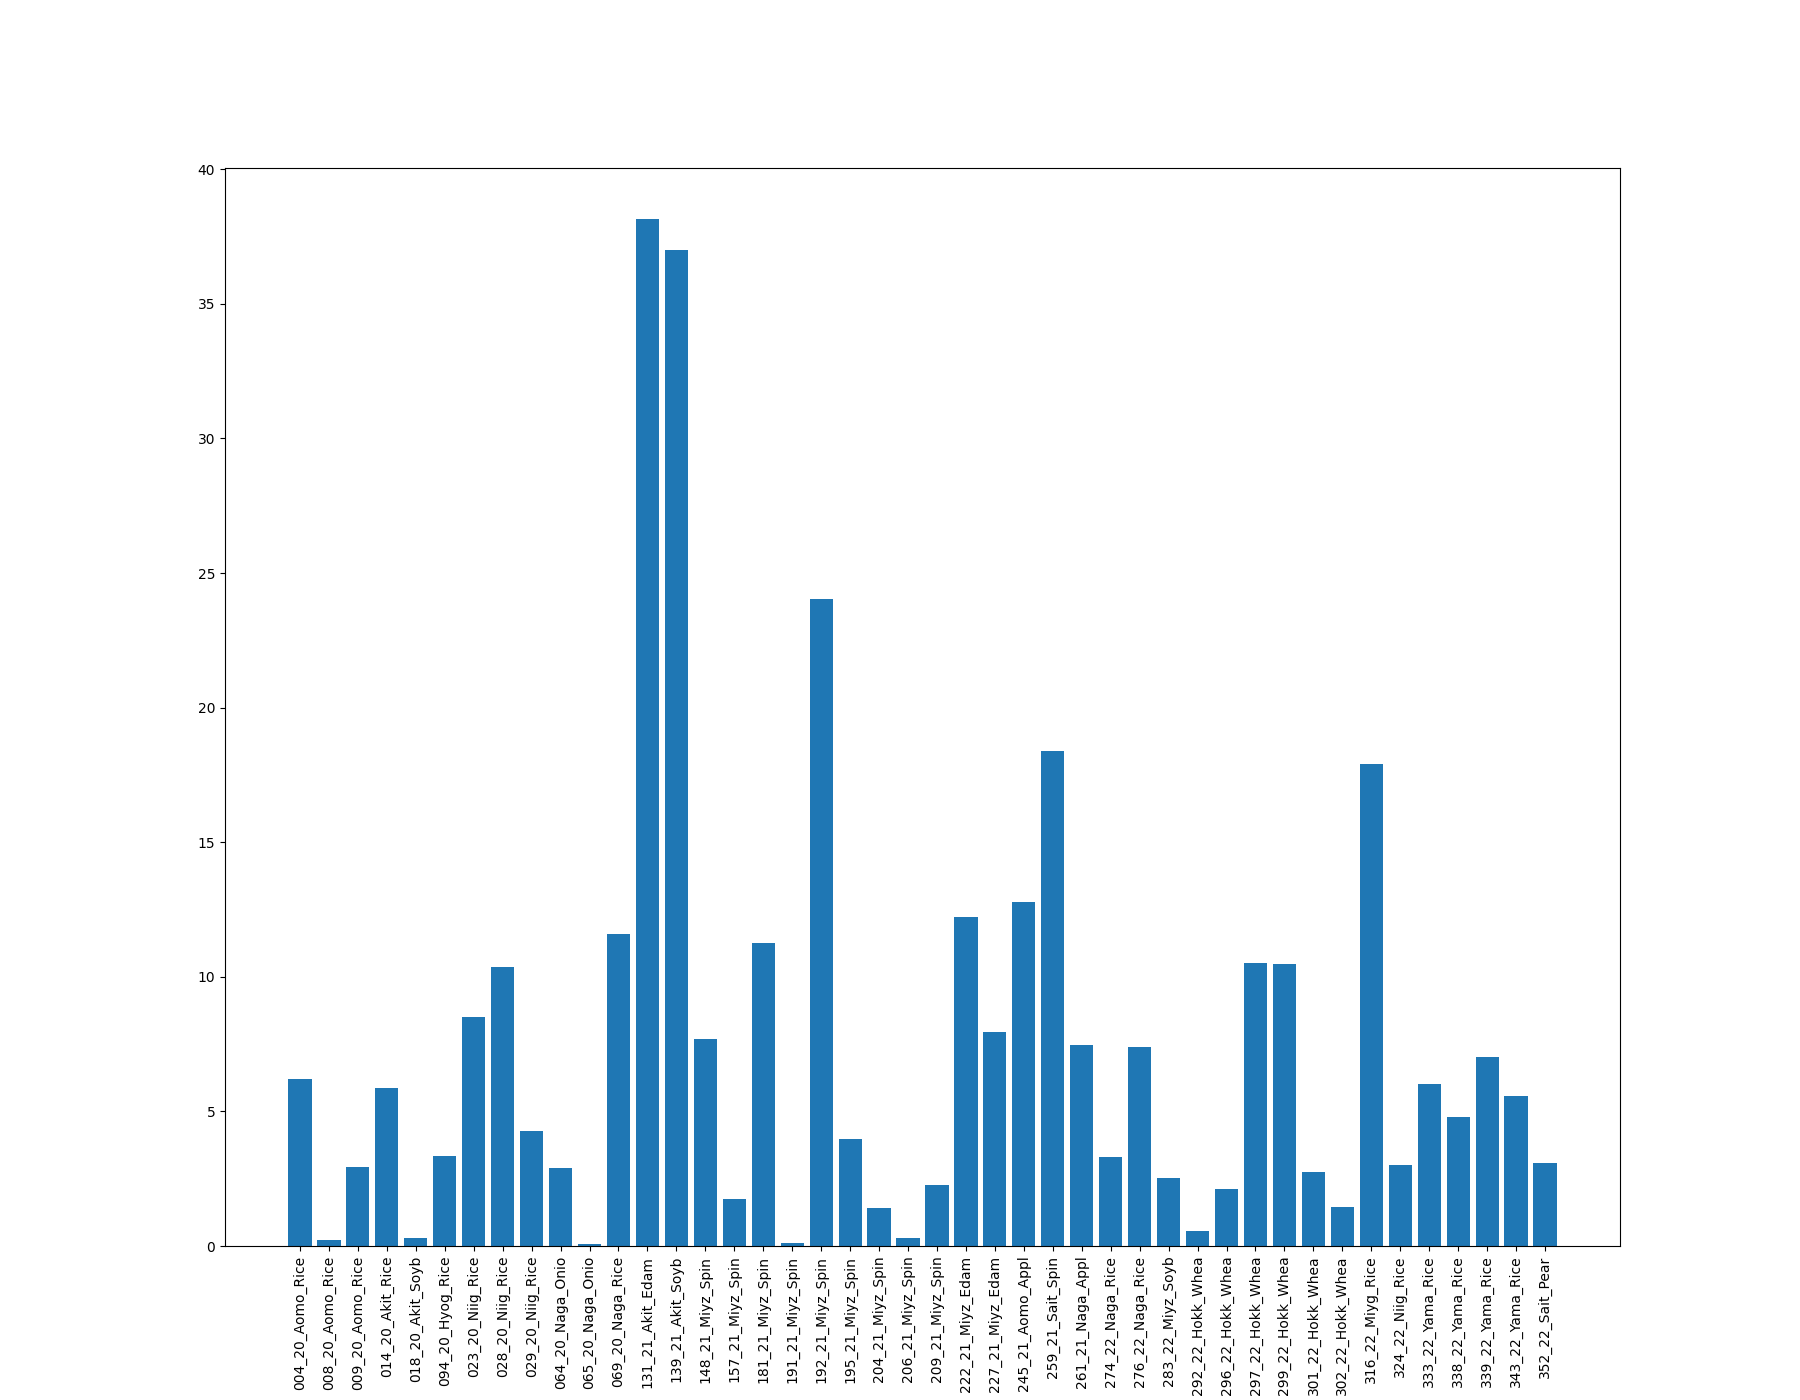 40
35
30
25
20
15
10
5
0
004_20_Aomo_Rice
008_20_Aomo_Rice
009_20_Aomo_Rice
014_20_Akit_Rice
018_20_Akit_Soyb
094_20_Hyog_Rice
023_20_Niig_Rice
028_20_Niig_Rice
029_20_Niig_Rice
064_20_Naga_Onio
065_20_Naga_Onio
069_20_Naga_Rice
131_21_Akit_Edam
139_21_Akit_Soyb
148_21_Miyz_Spin
157_21_Miyz_Spin
181_21_Miyz_Spin
191_21_Miyz_Spin
192_21_Miyz_Spin
195_21_Miyz_Spin
204_21_Miyz_Spin
206_21_Miyz_Spin
209_21_Miyz_Spin
222_21_Miyz_Edam
227_21_Miyz_Edam
245_21_Aomo_Appl
259_21_Sait_Spin
261_21_Naga_Appl
274_22_Naga_Rice
276_22_Naga_Rice
283_22_Miyz_Soyb
292_22_Hokk_Whea
296_22_Hokk_Whea
297_22_Hokk_Whea
299_22_Hokk_Whea
301_22_Hokk_Whea
302_22_Hokk_Whea
316_22_Miyg_Rice
324_22_Niig_Rice
333_22_Yama_Rice
338_22_Yama_Rice
339_22_Yama_Rice
343_22_Yama_Rice
352_22_Sait_Pear